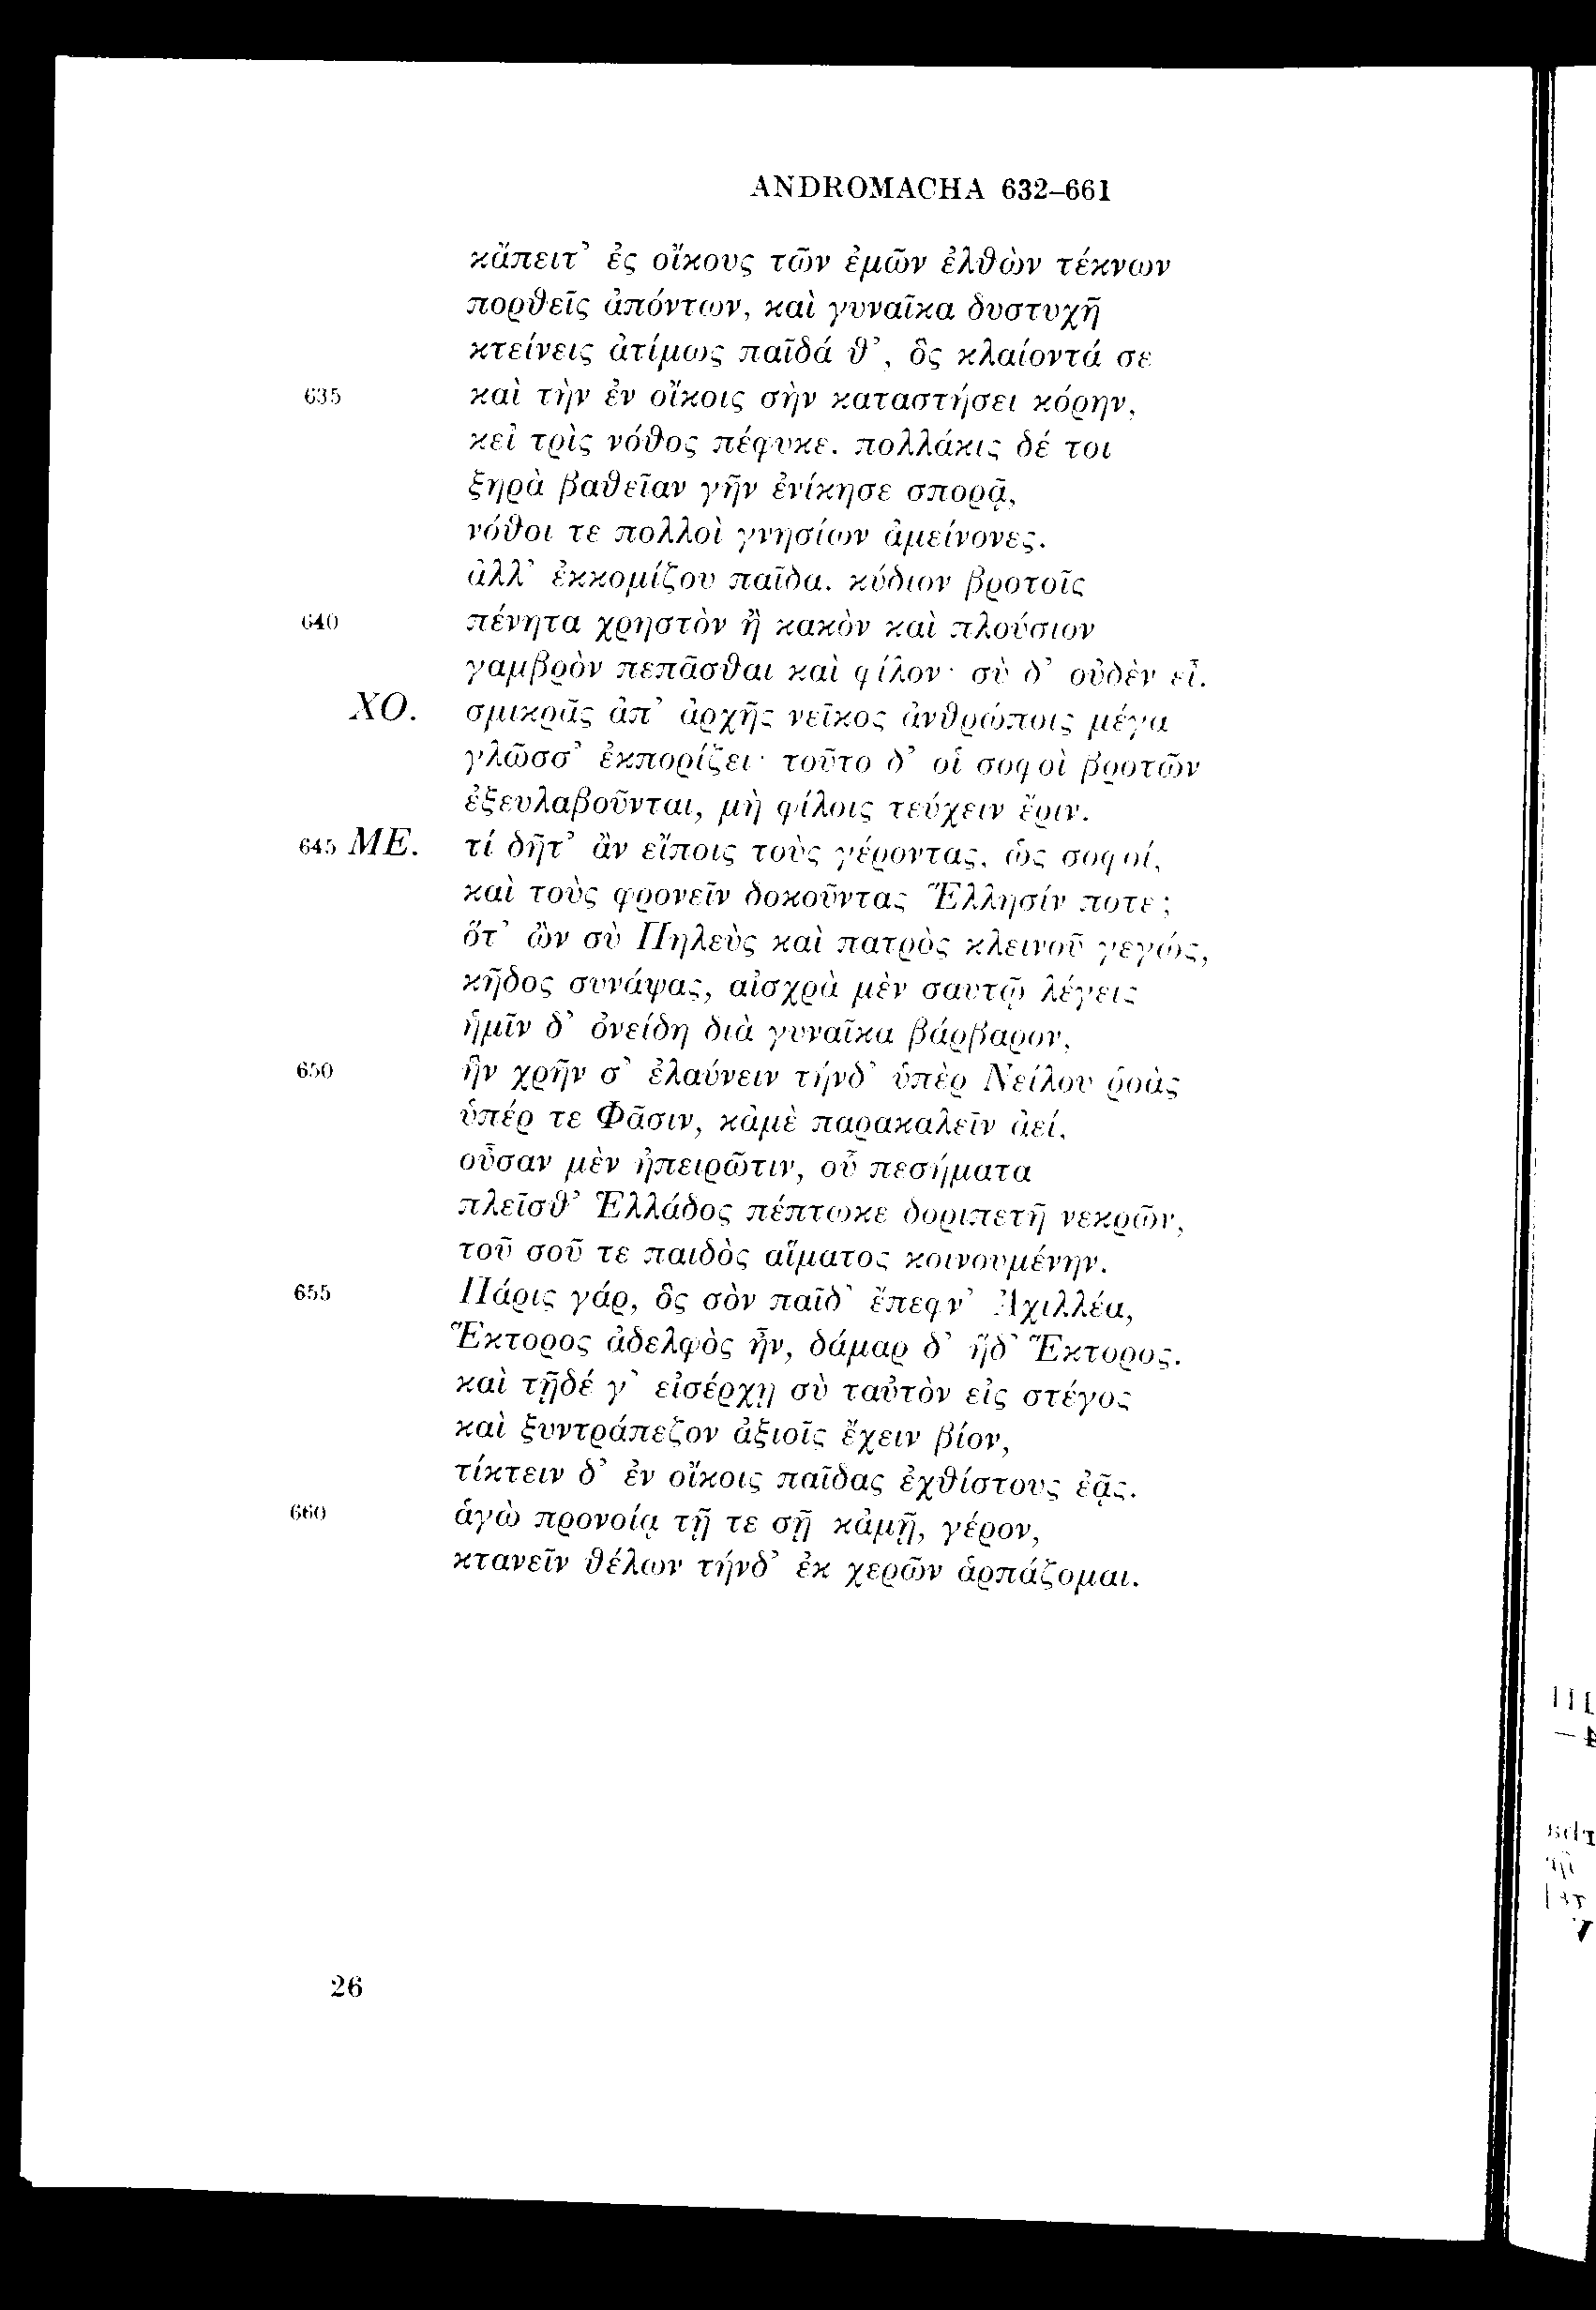 ANDROMACHA 632–661
κἄπειτ’ ἐς οἴκους τῶν ἐμῶν ἐλθὼν τέκνων
πορθεῖς ἀπόντων, καὶ γυναῖκα δυστυχῆ
κτείνεις ἀτίμως παῖδά θ’, ὃς κλαίοντά σε
635 καὶ τὴν ἐν οἴκοις σὴν καταστήσει κόρην,
κεἰ τρὶς νόθος πέφυκε. πολλάκις δέ τοι
ξηρὰ βαθεῖαν γῆν ἐνίκησε σπορᾷ,
νόθοι τε πολλοὶ γνησίων ἀμείνονες.
ἀλλ’ ἐκκομίζου παῖδα. κύδιον βροτοῖς
640 πένητα χρηστὸν ἢ κακὸν καὶ πλούσιον
γαμβρὸν πεπᾶσθαι καὶ φίλον· σὺ δ’ οὐδὲν εἶ.
ΧΟ. σμικρᾶς ἀπ’ ἀρχῆς νεῖκος ἀνθρώποις μέγα
γλῶσσ’ ἐκπορίζει· τοῦτο δ’ οἱ σοφοὶ βροτῶν
ἐξευλαβοῦνται, μὴ φίλοις τεύχειν ἔριν.
645 ΜΕ. τί δῆτ’ ἂν εἴποις τοὺς γέροντας, ὡς σοφοί,
καὶ τοὺς φρονεῖν δοκοῦντας Ἕλλησίν ποτε;
ὅτ’ ὢν σὺ Πηλεὺς καὶ πατρὸς κλεινοῦ γεγώς,
κῆδος συνάψας, αἰσχρὰ μὲν σαυτῷ λέγεις
ἡμῖν δ’ ὀνείδη διὰ γυναῖκα βάρβαρον,
650 ἣν χρῆν σ’ ἐλαύνειν τήνδ’ ὑπὲρ Νείλου ῥοὰς
ὑπέρ τε Φᾶσιν, κἀμὲ παρακαλεῖν ἀεί,
οὖσαν μὲν ἠπειρῶτιν, οὗ πεσήματα
πλεῖσθ’ Ἑλλάδος πέπτωκε δοριπετῆ νεκρῶν,
τοῦ σοῦ τε παιδὸς αἵματος κοινουμένην.
655 Πάρις γάρ, ὃς σὸν παῖδ’ ἔπεφν’ Ἀχιλλέα,
Ἕκτορος ἀδελφὸς ἦν, δάμαρ δ’ ἥδ’ Ἕκτορος.
καὶ τῇδέ γ’ εἰσέρχῃ σὺ ταὐτὸν εἰς στέγος
καὶ ξυντράπεζον ἀξιοῖς ἔχειν βίον,
τίκτειν δ’ ἐν οἴκοις παῖδας ἐχθίστους ἐᾷς.
660 ἁγὼ προνοίᾳ τῇ τε σῇ κἀμῇ, γέρον,
κτανεῖν θέλων τήνδ’ ἐκ χερῶν ἁρπάζομαι.
26